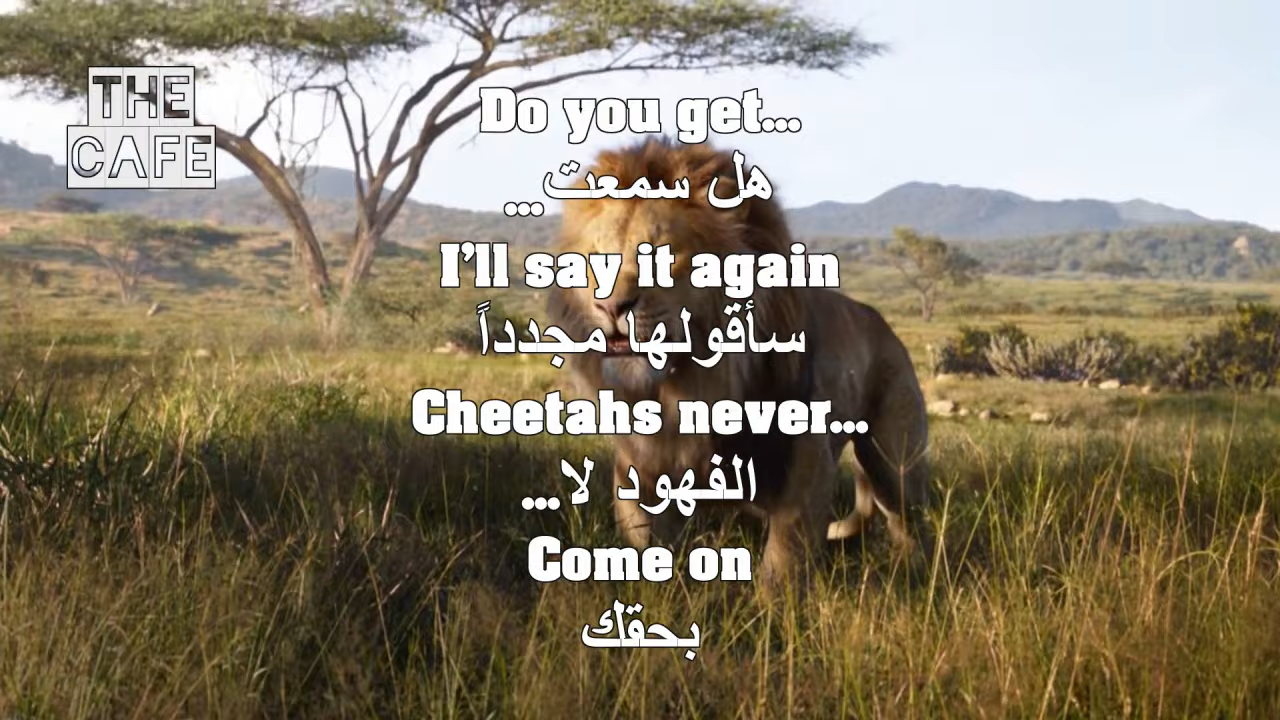 THE
CAFE
Do you get...
هل سمعت...
I'll say it again
سأقولها مجدداً
Cheetahs never...
الفهود لا...
Come on
بحقك